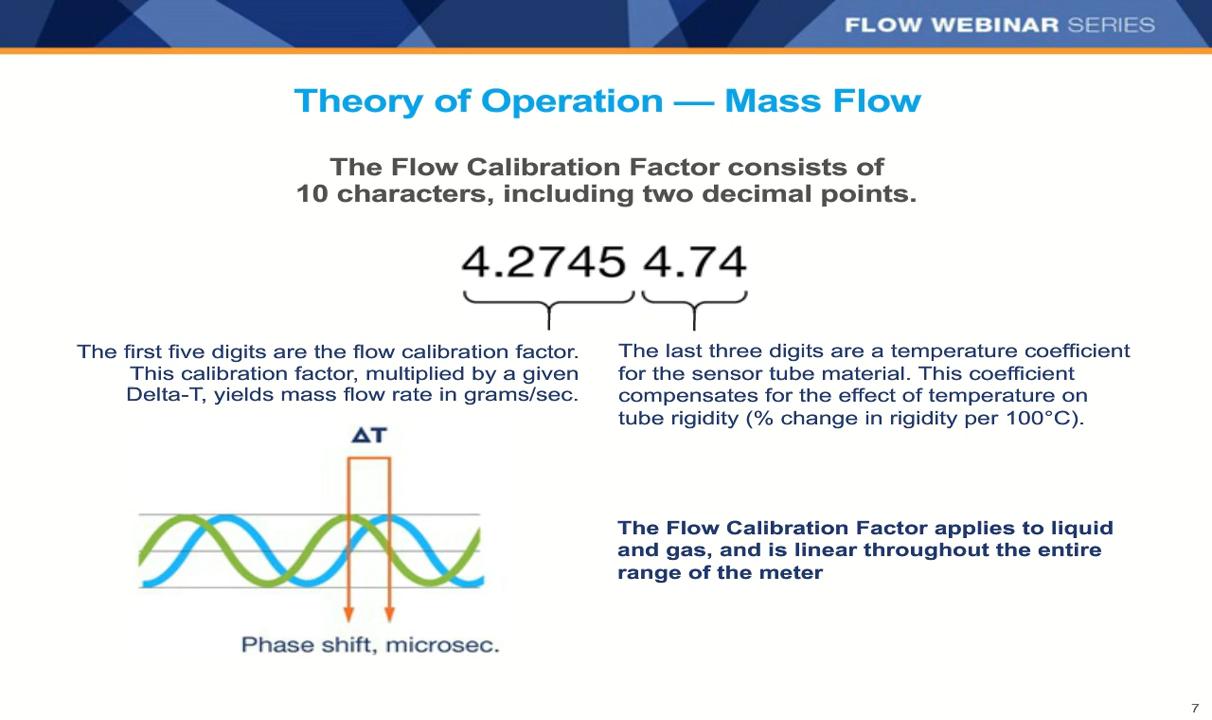 FLOW WEBINAR SERIES
Theory of Operation — Mass Flow
The Flow Calibration Factor consists of
10 characters, including two decimal points.
4.2745 4.74
The first five digits are the flow calibration factor.
This calibration factor, multiplied by a given
Delta-T, yields mass flow rate in grams/sec.
The last three digits are a temperature coefficient
for the sensor tube material. This coefficient
compensates for the effect of temperature on
tube rigidity (% change in rigidity per 100°C).
ΔT
Phase shift, microsec.
The Flow Calibration Factor applies to liquid
and gas, and is linear throughout the entire
range of the meter
7